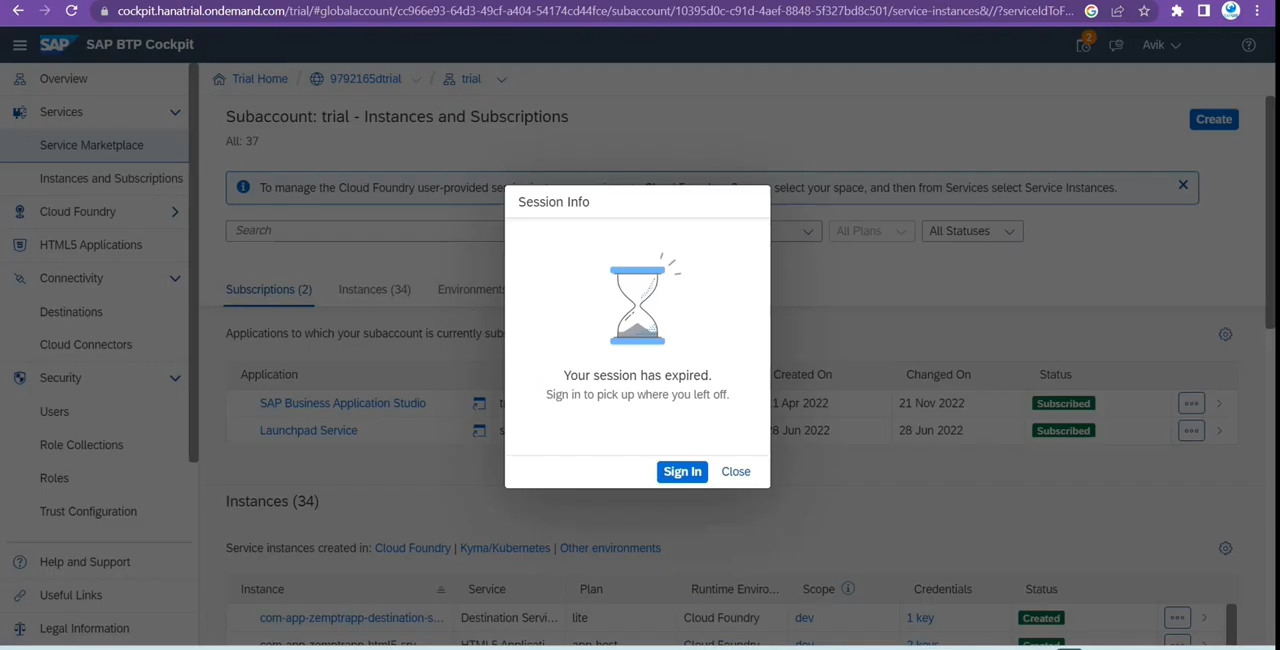 cockpit.hanatrial.ondemand.com/trial/#globalaccount/cc966e93-64d3-49cf-a404-54174cd44fce/subaccount/10395d0c-c91d-4aef-8848-5f327bd8c501/service-instances&//?serviceIdToF...
SAP SAP BTP Cockpit 2 Avik
Overview
Services
Service Marketplace
Instances and Subscriptions
Cloud Foundry
HTML5 Applications
Connectivity
Destinations
Cloud Connectors
Security
Users
Role Collections
Roles
Trust Configuration
Help and Support
Useful Links
Legal Information
Trial Home / 9792165dtrial / trial
Subaccount: trial - Instances and Subscriptions
Create
All: 37
To manage the Cloud Foundry user-provided select your space, and then from Services select Service Instances.
Search All Plans All Statuses
Subscriptions (2) Instances (34) Environments
Applications to which your subaccount is currently
Application Created On Changed On Status
SAP Business Application Studio 1 Apr 2022 21 Nov 2022 Subscribed
Launchpad Service 8 Jun 2022 28 Jun 2022 Subscribed
Session Info
Your session has expired.
Sign in to pick up where you left off.
Sign In Close
Instances (34)
Service instances created in: Cloud Foundry | Kyma/Kubernetes | Other environments
Instance Service Plan Runtime Enviro... Scope Credentials Status
com-app-zemptrapp-destination-s... Destination Servi... lite Cloud Foundry dev 1 key Created